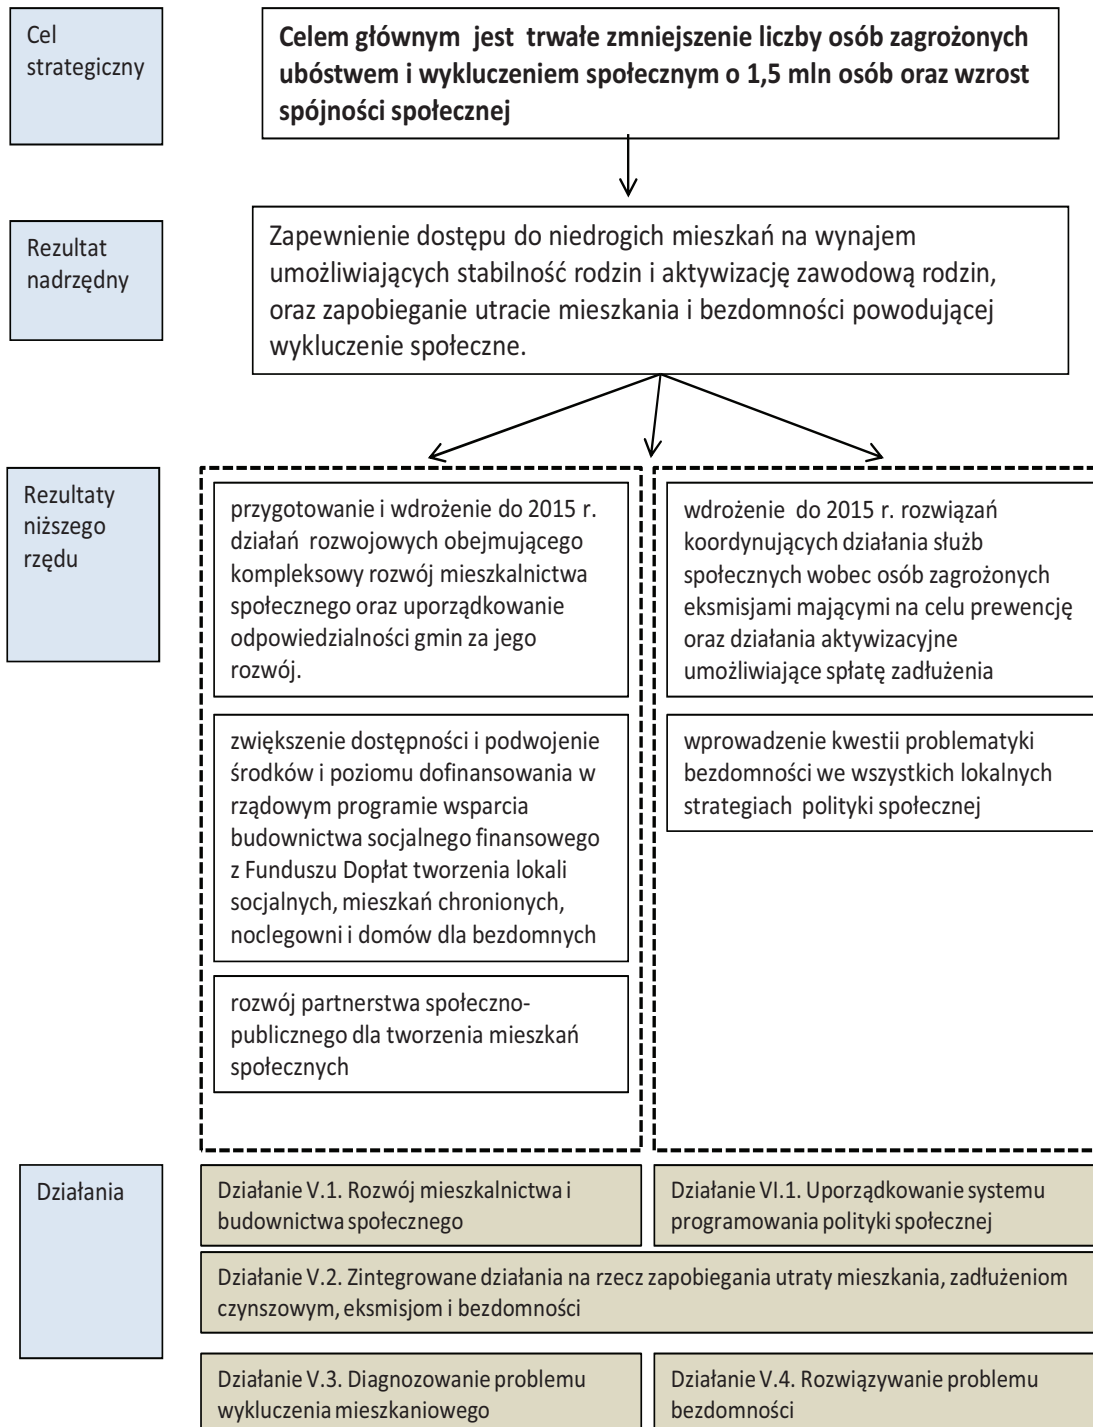 Cel
strategiczny
Celem głównym jest trwałe zmniejszenie liczby osób zagrożonych
ubóstwem i wykluczeniem społecznym o 1,5 mln osób oraz wzrost
spójności społecznej
Rezultat
nadrzędny
Zapewnienie dostępu do niedrogich mieszkań na wynajem
umożliwiających stabilność rodzin i aktywizację zawodową rodzin,
oraz zapobieganie utracie mieszkania i bezdomności powodującej
wykluczenie społeczne.
Rezultaty
niższego
rzędu
przygotowanie i wdrożenie do 2015 r.
działań rozwojowych obejmującego
kompleksowy rozwój mieszkalnictwa
społecznego oraz uporządkowanie
odpowiedzialności gmin za jego
rozwój.
zwiększenie dostępności i podwojenie
środków i poziomu dofinansowania w
rządowym programie wsparcia
budownictwa socjalnego finansowego
z Funduszu Dopłat tworzenia lokali
socjalnych, mieszkań chronionych,
noclegowni i domów dla bezdomnych
rozwój partnerstwa społeczno-
publicznego dla tworzenia mieszkań
społecznych
wdrożenie do 2015 r. rozwiązań
koordynujących działania służb
społecznych wobec osób zagrożonych
eksmisjami mającymi na celu prewencję
oraz działania aktywizacyjne
umożliwiające spłatę zadłużenia
wprowadzenie kwestii problematyki
bezdomności we wszystkich lokalnych
strategiach polityki społecznej
Działania
Działanie V.1. Rozwój mieszkalnictwa i
budownictwa społecznego
Działanie VI.1. Uporządkowanie systemu
programowania polityki społecznej
Działanie V.2. Zintegrowane działania na rzecz zapobiegania utraty mieszkania, zadłużeniom
czynszowym, eksmisjom i bezdomności
Działanie V.3. Diagnozowanie problemu
wykluczenia mieszkaniowego
Działanie V.4. Rozwiązywanie problemu
bezdomności